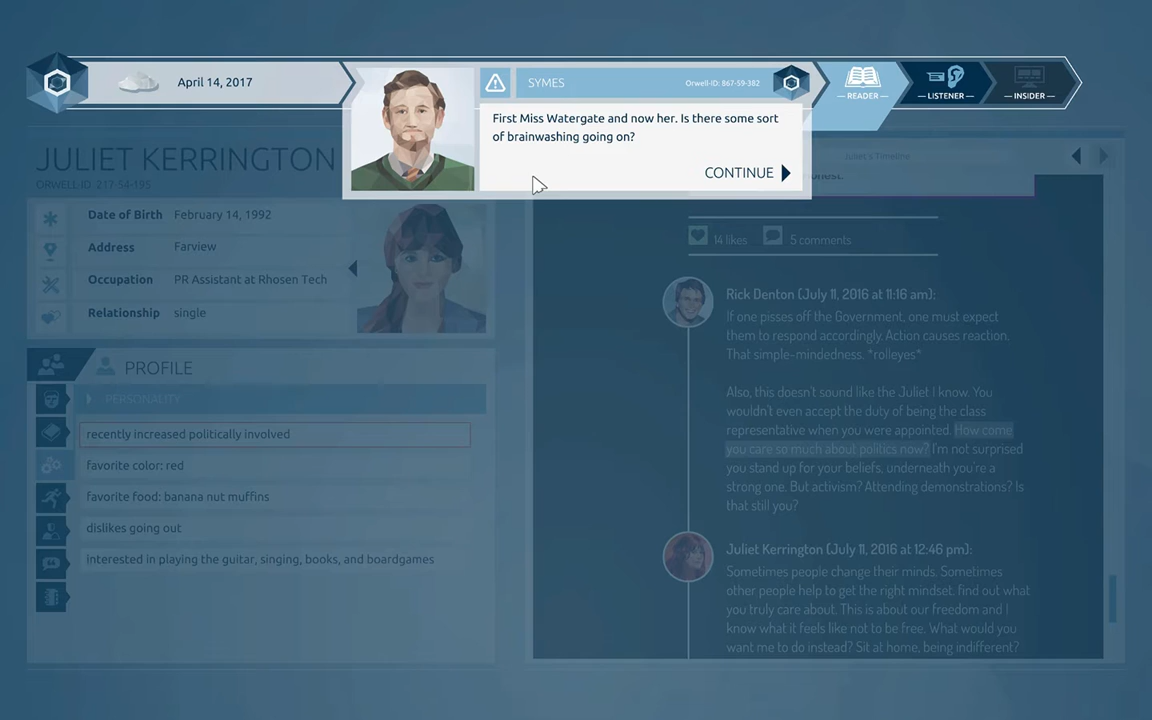 April 14, 2017
SYMES
Orwell-ID: 867-59-382
First Miss Watergate and now her. Is there some sort
of brainwashing going on?
CONTINUE
READER
LISTENER
INSIDER
JULIET KERRINGTON
ORWELL-ID: 217-54-195
Date of Birth February 14, 1992
Address Farview
Occupation PR Assistant at Rhosen Tech
Relationship single
PROFILE
PERSONALITY
recently increased politically involved
favorite color: red
favorite food: banana nut muffins
dislikes going out
interested in playing the guitar, singing, books, and boardgames
Juliet's Timeline
14 likes 5 comments
Rick Denton (July 11, 2016 at 11:16 am):
If one pisses off the Government, one must expect
them to respond accordingly. Action causes reaction.
That simple-mindedness. *rolleyes*
Also, this doesn't sound like the Juliet I know. You
wouldn't even accept the duty of being the class
representative when you were appointed. How come
you care so much about politics now? I'm not surprised
you stand up for your beliefs, underneath you're a
strong one. But activism? Attending demonstrations? Is
that still you?
Juliet Kerrington (July 11, 2016 at 12:46 pm):
Sometimes people change their minds. Sometimes
other people help to get the right mindset. find out what
you truly care about. This is about our freedom and I
know what it feels like not to be free. What would you
want me to do instead? Sit at home, being indifferent?